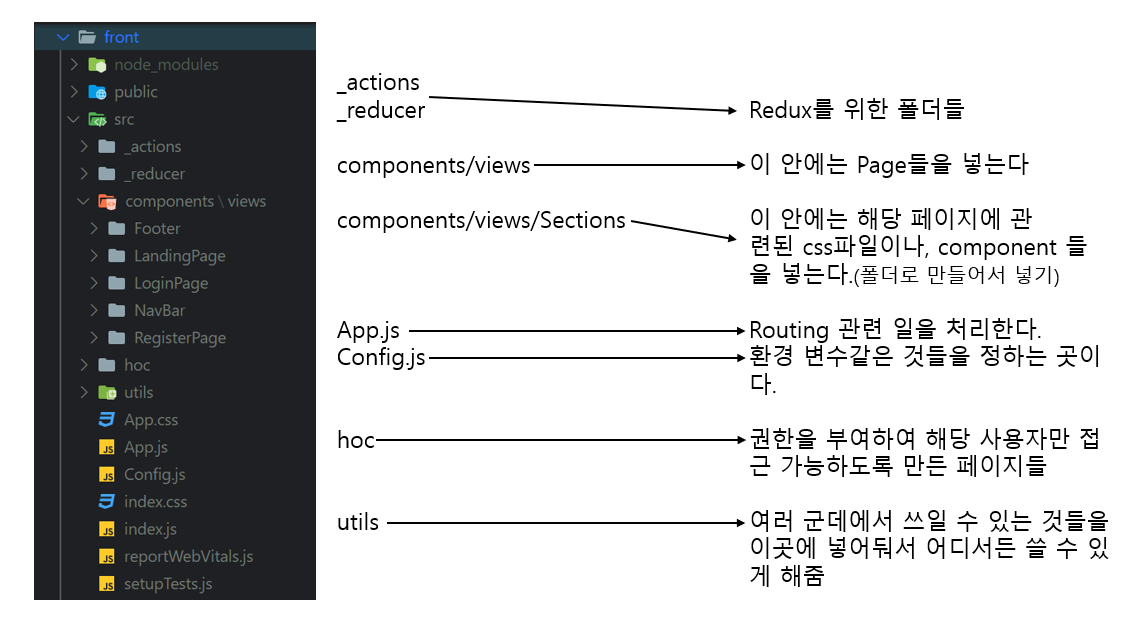 front
node_modules
public
src
_actions
_reducer
components \ views
Footer
LandingPage
LoginPage
NavBar
RegisterPage
hoc
utils
App.css
App.js
Config.js
index.css
index.js
reportWebVitals.js
setupTests.js
_actions
_reducer
Redux를 위한 폴더들
components/views
이 안에는 Page들을 넣는다
components/views/Sections
이 안에는 해당 페이지에 관
련된 css파일이나, component 들
을 넣는다.(폴더로 만들어서 넣기)
App.js
Routing 관련 일을 처리한다.
Config.js
환경 변수같은 것들을 정하는 곳이
다.
hoc
권한을 부여하여 해당 사용자만 접
근 가능하도록 만든 페이지들
utils
여러 군데에서 쓰일 수 있는 것들을
이곳에 넣어둬서 어디서든 쓸 수 있
게 해줌